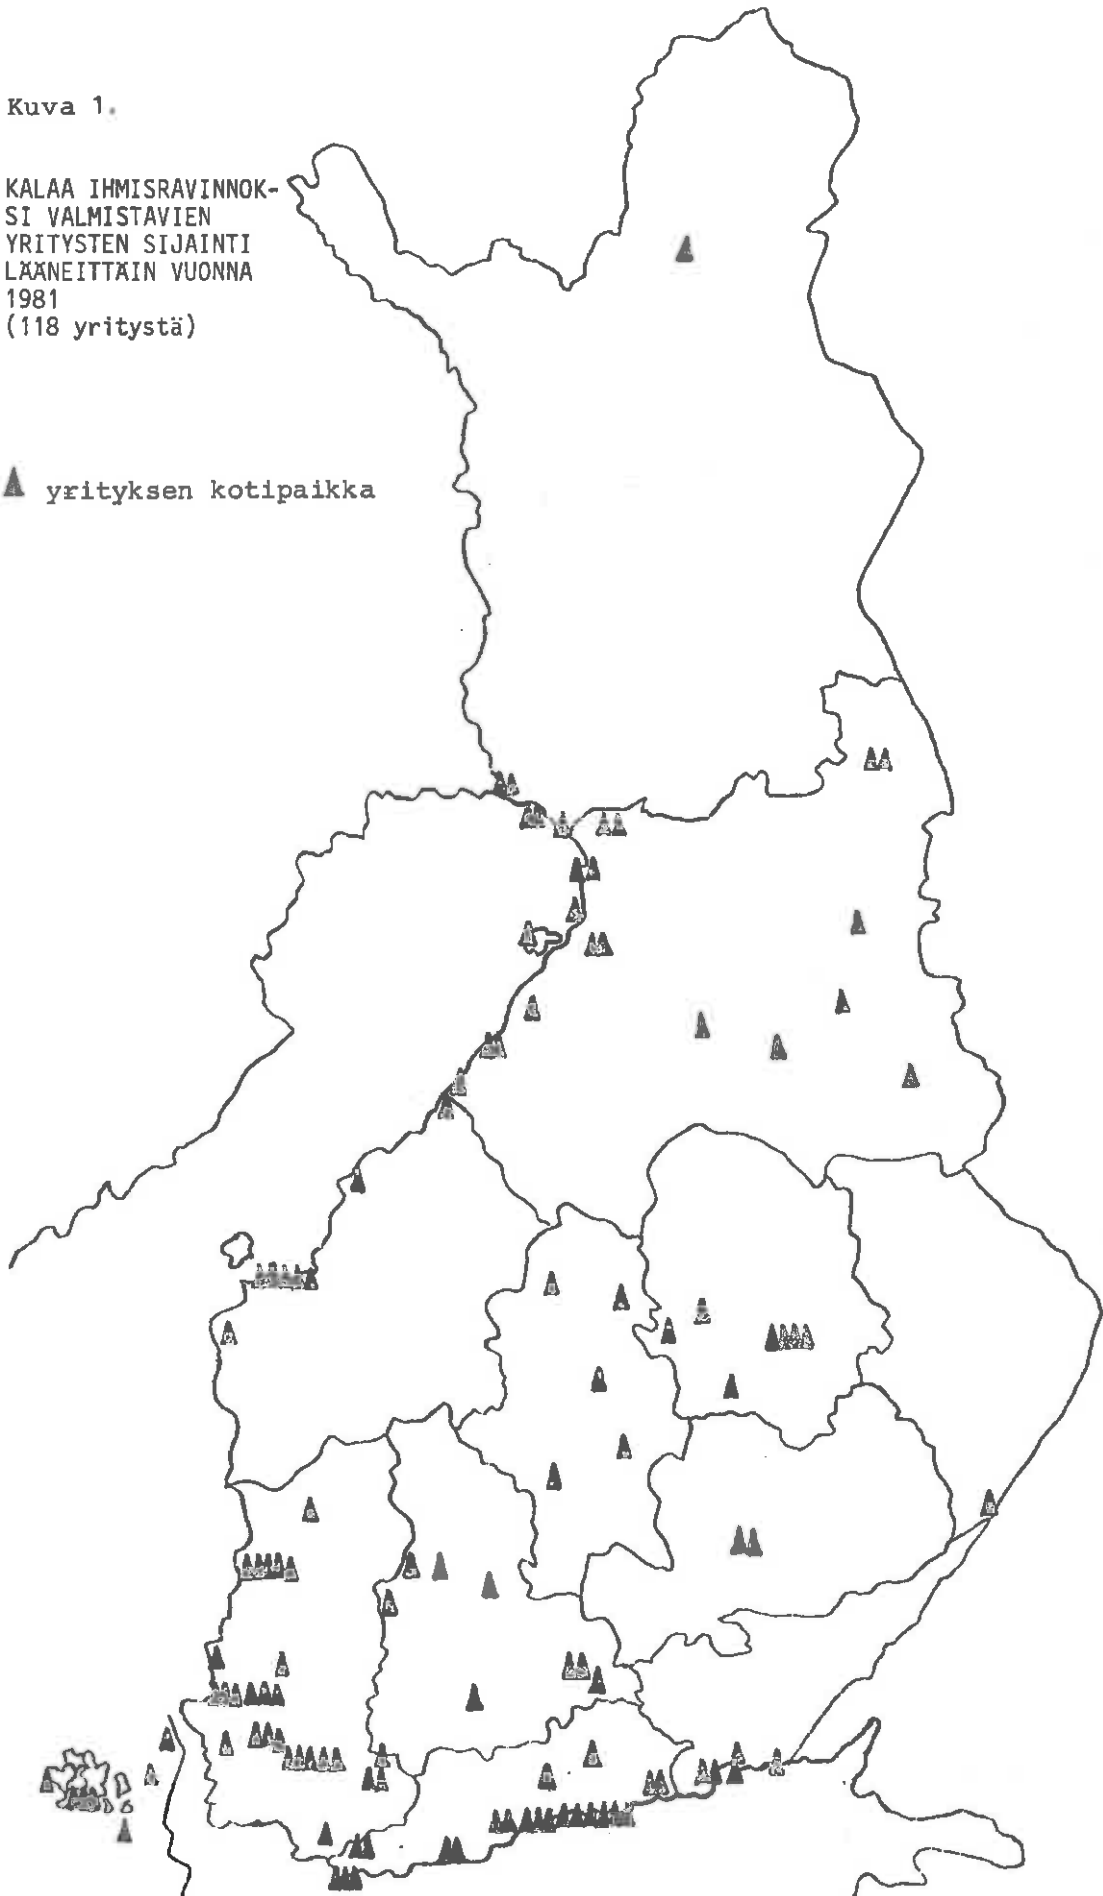 Kuva 1.
KALAA IHMISRAVINNOK-
SI VALMISTAVIEN
YRITYSTEN SIJAINTI
LÄÄNEITTÄIN VUONNA
1981
(118 yritystä)
yrityksen kotipaikka